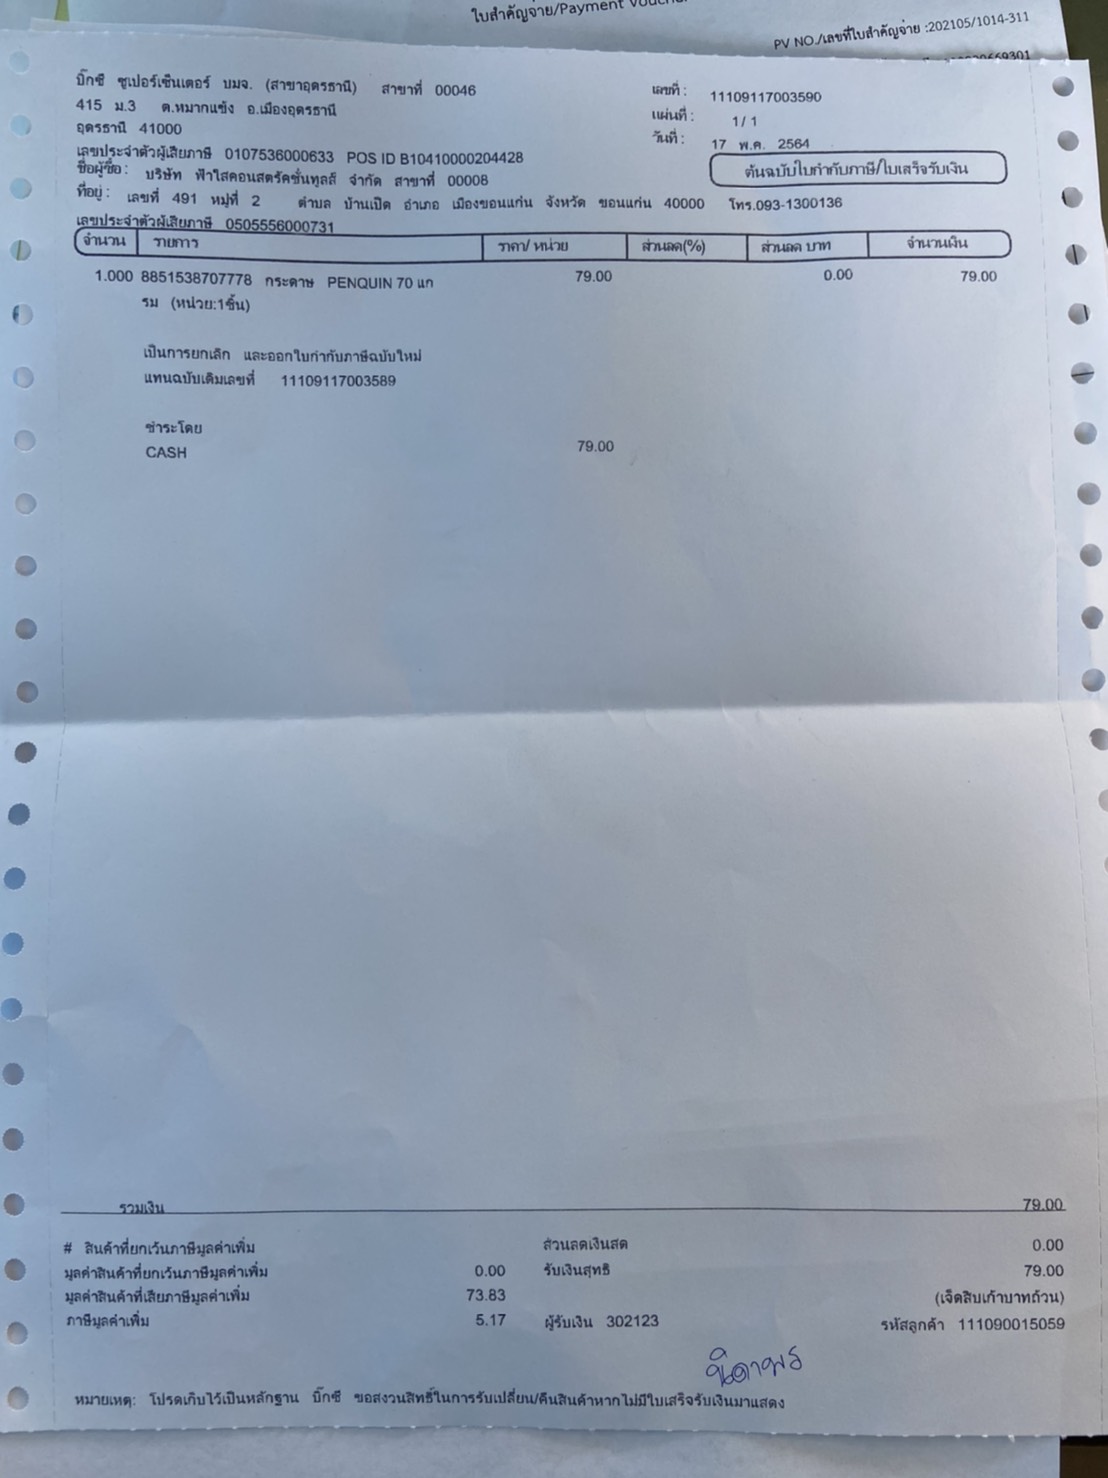 ใบสำคัญจ่าย/Payment
PV NO./เลขที่ใบสำคัญจ่าย :202105/1014-311
บิ๊กซี ซูเปอร์เซ็นเตอร์ บมจ. (สาขาอุดรธานี) สาขาที่ 00046
เลขที่ : 11109117003590
415 ม.3 ต.หมากแข้ง อ.เมืองอุดรธานี
แผ่นที่ : 1/ 1
อุดรธานี 41000
วันที่ : 17 พ.ค. 2564
เลขประจำตัวผู้เสียภาษี 0107536000633 POS ID B10410000204428
ต้นฉบับใบกำกับภาษี/ใบเสร็จรับเงิน
ชื่อผู้ซื้อ : บริษัท ฟ้าใสคอนสตรัคชั่นทูลส์ จำกัด สาขาที่ 00008
ที่อยู่ : เลขที่ 491 หมู่ที่ 2 ตำบล บ้านเป็ด อำเภอ เมืองขอนแก่น จังหวัด ขอนแก่น 40000 โทร.093-1300136
เลขประจำตัวผู้เสียภาษี 0505556000731
จำนวน รายการ ราคา/ หน่วย ส่วนลด(%) ส่วนลด บาท จำนวนเงิน
1.000 8851538707778 กระดาษ PENQUIN 70 แก 79.00 0.00 79.00
รม (หน่วย:1ชิ้น)
เป็นการยกเลิก และออกใบกำกับภาษีฉบับใหม่
แทนฉบับเดิมเลขที่ 11109117003589
ชำระโดย
CASH 79.00
รวมเงิน 79.00
# สินค้าที่ยกเว้นภาษีมูลค่าเพิ่ม ส่วนลดเงินสด 0.00
มูลค่าสินค้าที่ยกเว้นภาษีมูลค่าเพิ่ม 0.00 รับเงินสุทธิ 79.00
มูลค่าสินค้าที่เสียภาษีมูลค่าเพิ่ม 73.83 (เจ็ดสิบเก้าบาทถ้วน)
ภาษีมูลค่าเพิ่ม 5.17 ผู้รับเงิน 302123 รหัสลูกค้า 111090015059
นิดาพร
หมายเหตุ: โปรดเก็บไว้เป็นหลักฐาน บิ๊กซี ขอสงวนสิทธิ์ในการรับเปลี่ยน/คืนสินค้าหากไม่มีใบเสร็จรับเงินมาแสดง